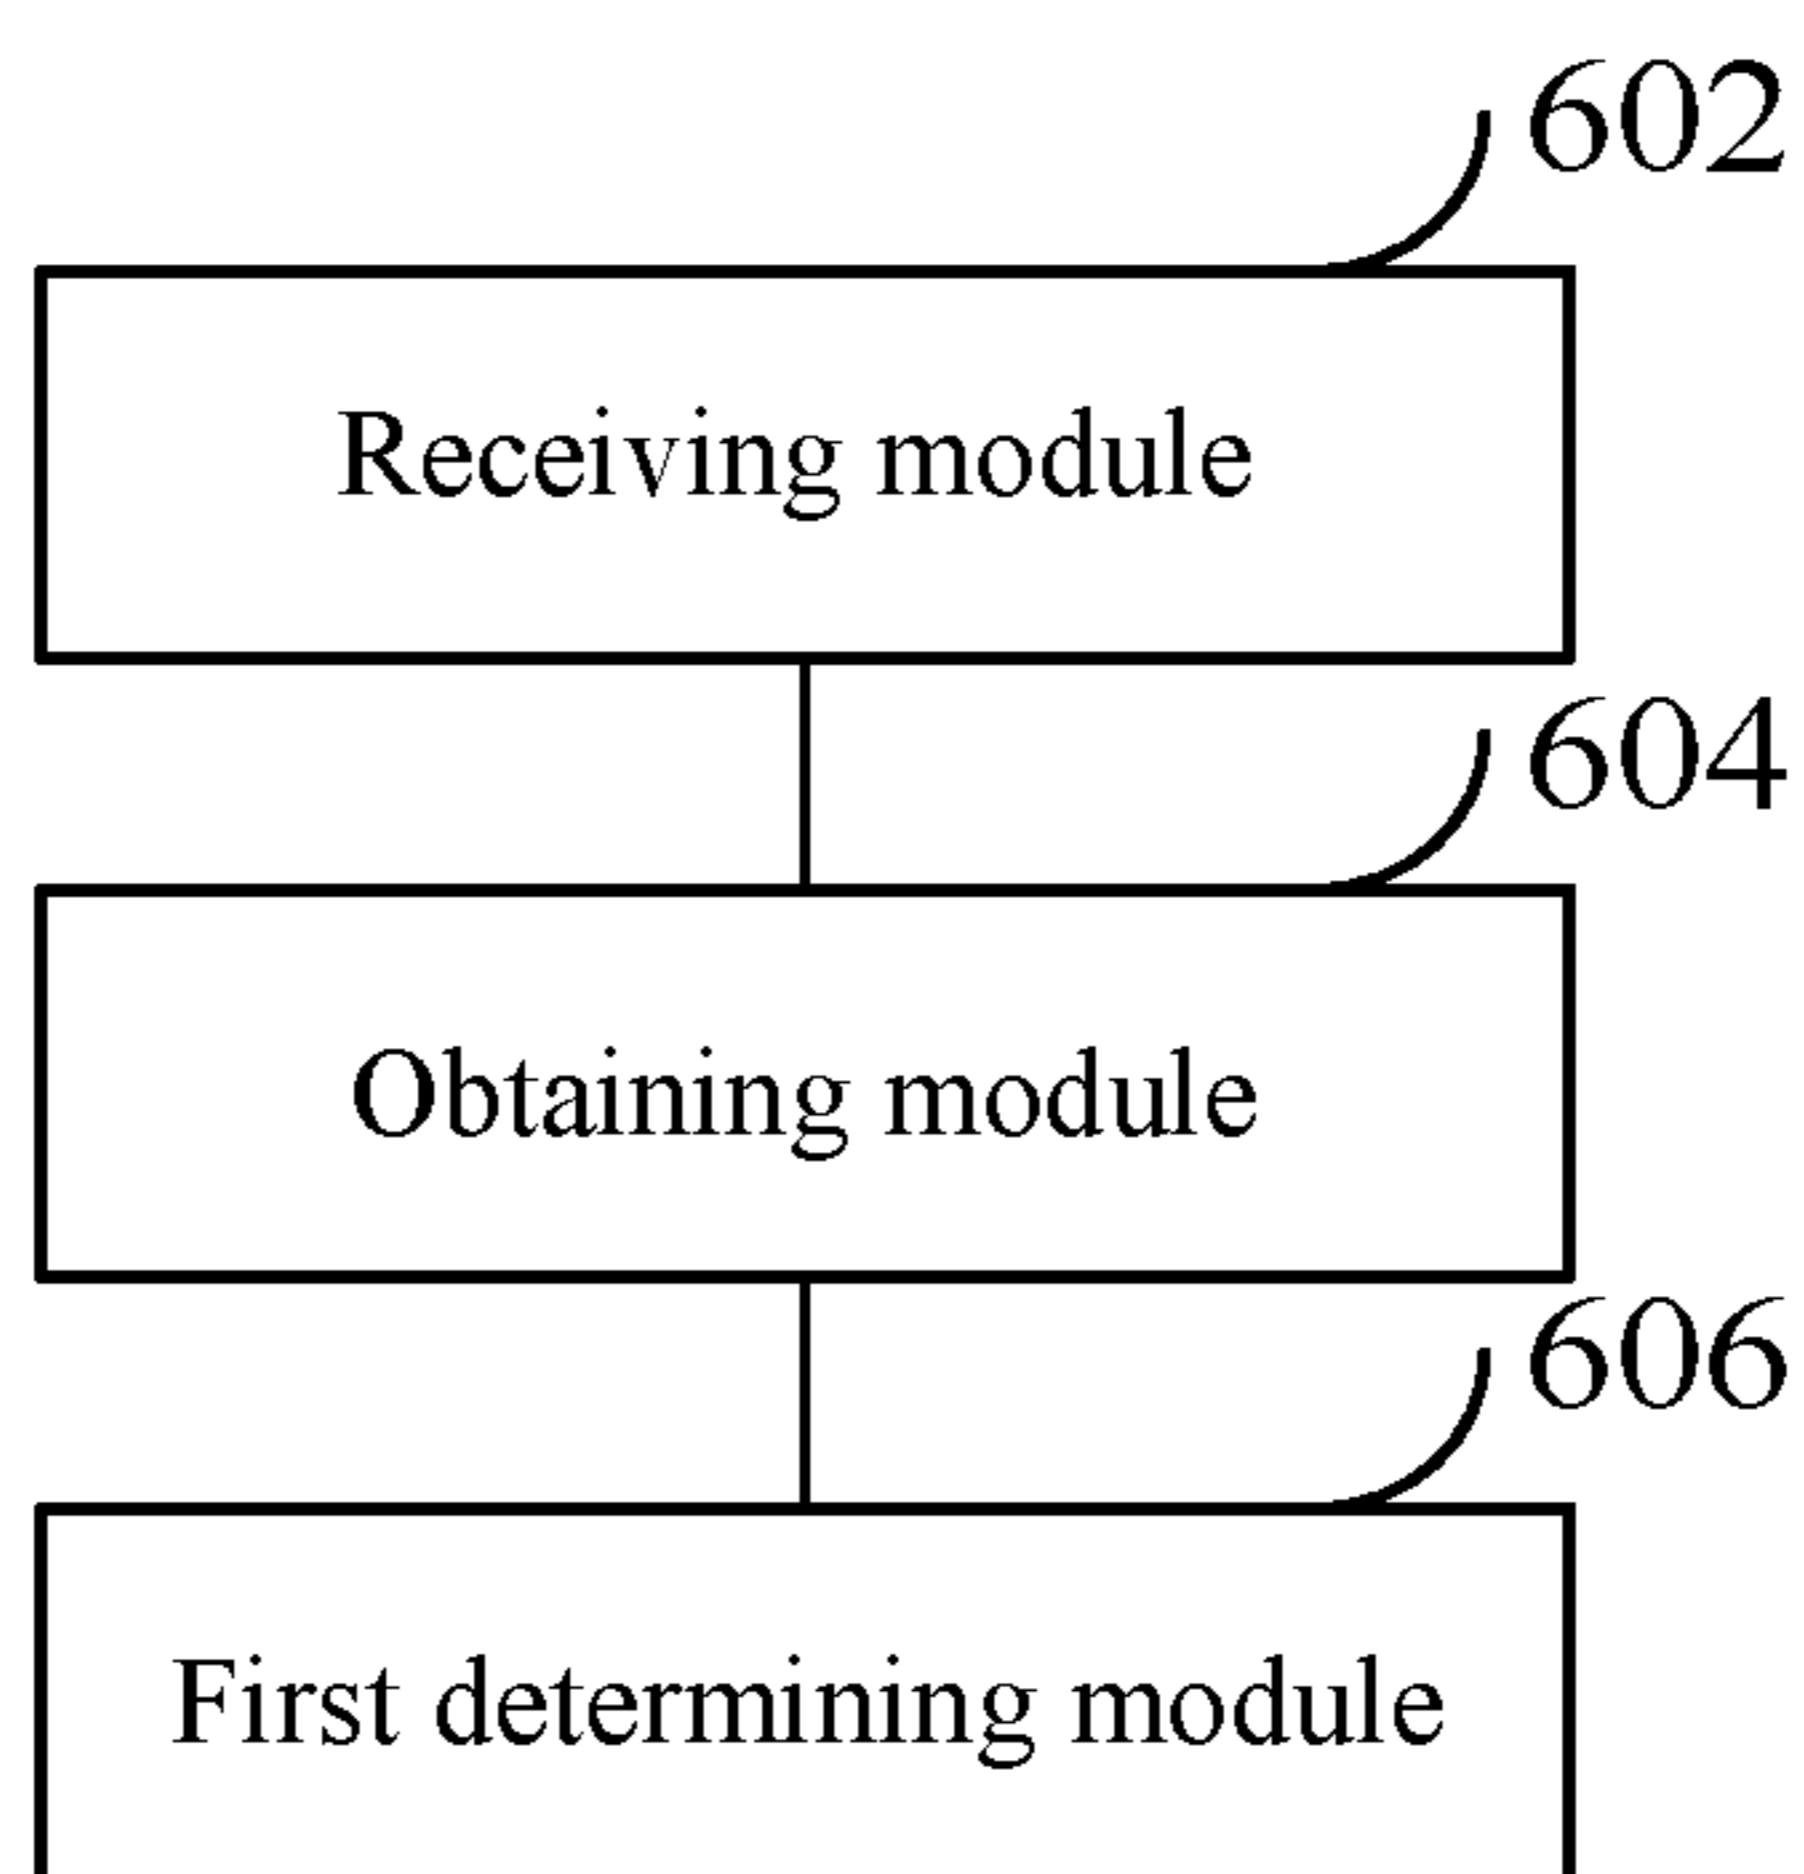 602
Receiving module
604
Obtaining module
606
First determining module